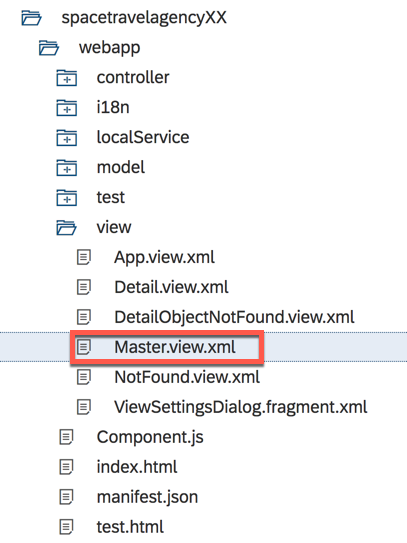 spacetravelagencyXX
webapp
controller
i18n
localService
model
test
view
App.view.xml
Detail.view.xml
DetailObjectNotFound.view.xml
Master.view.xml
NotFound.view.xml
ViewSettingsDialog.fragment.xml
Component.js
index.html
manifest.json
test.html